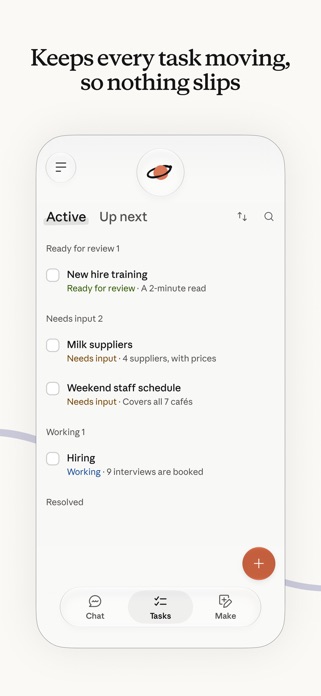 Keeps every task moving,
so nothing slips
Active Up next
Ready for review 1
New hire training
Ready for review · A 2-minute read
Needs input 2
Milk suppliers
Needs input · 4 suppliers, with prices
Weekend staff schedule
Needs input · Covers all 7 cafés
Working 1
Hiring
Working · 9 interviews are booked
Resolved
Chat Tasks Make